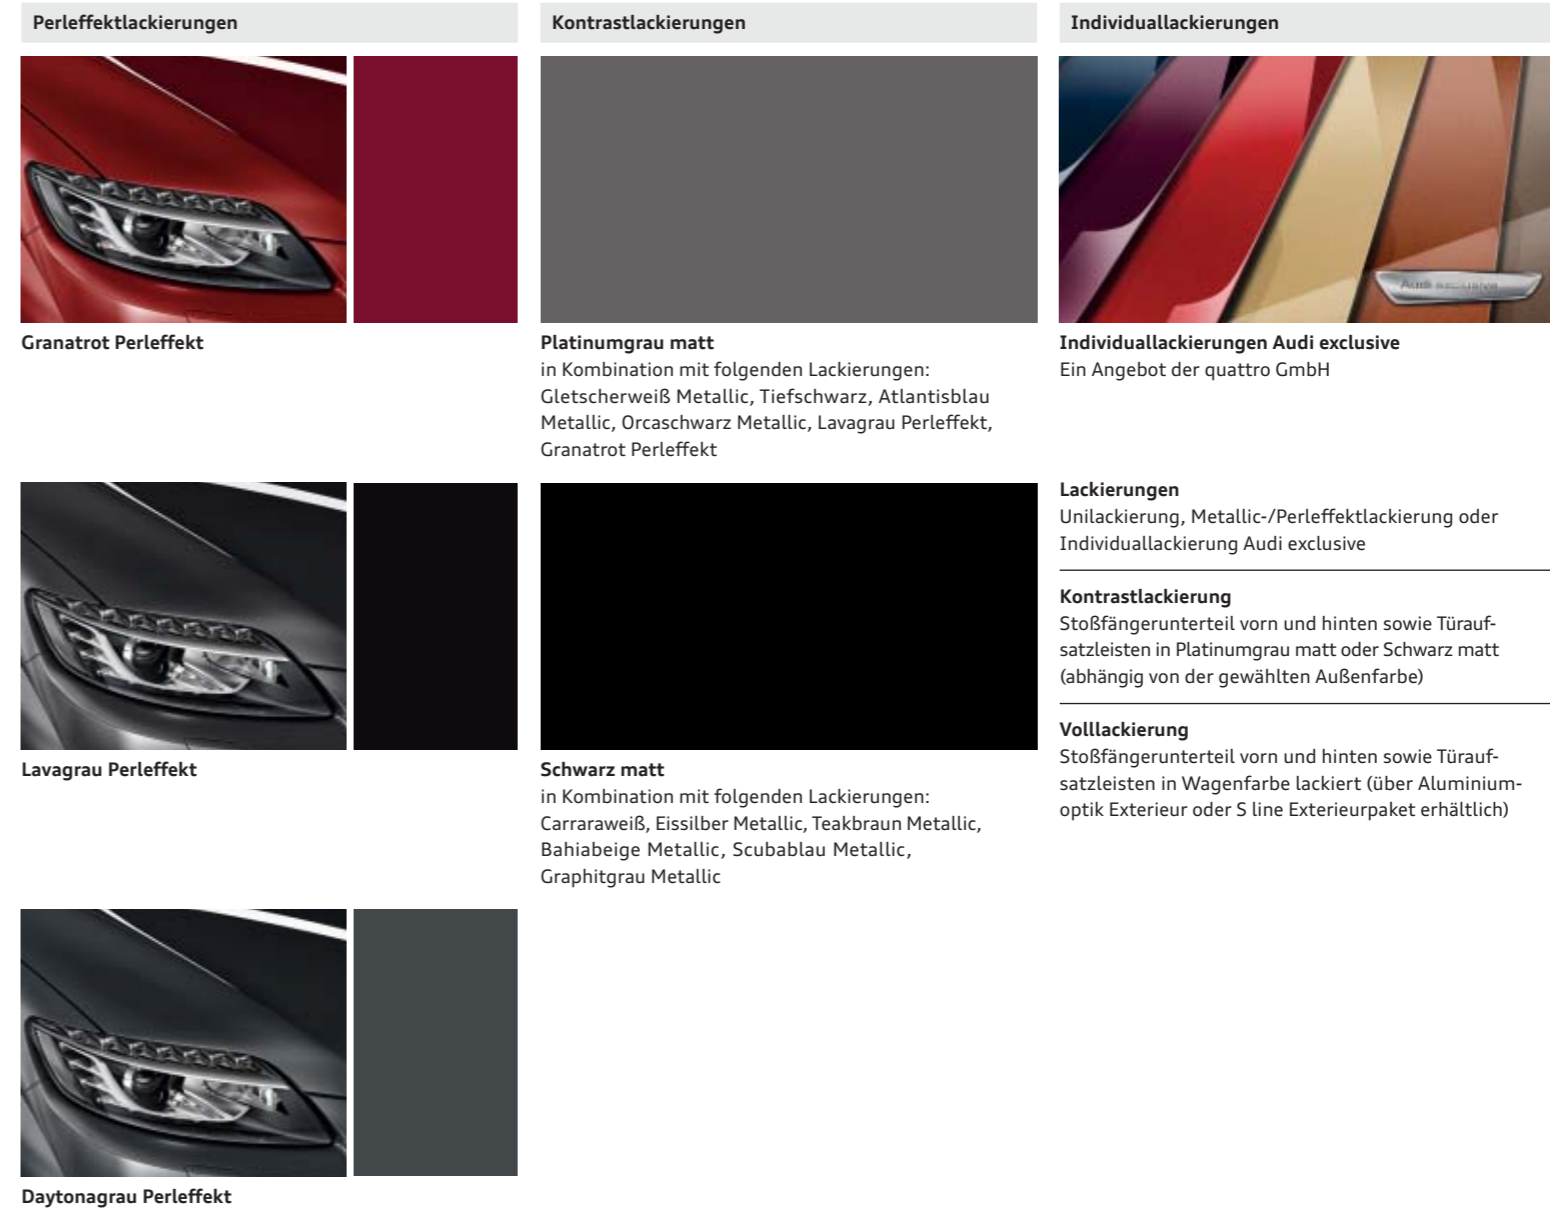 Perleffektlackierungen
Granatrot Perleffekt
Lavagrau Perleffekt
Daytonagrau Perleffekt
Kontrastlackierungen
Platinumgrau matt
in Kombination mit folgenden Lackierungen:
Gletscherweiß Metallic, Tiefschwarz, Atlantisblau
Metallic, Orcaschwarz Metallic, Lavagrau Perleffekt,
Granatrot Perleffekt
Schwarz matt
in Kombination mit folgenden Lackierungen:
Carraraweiß, Eissilber Metallic, Teakbraun Metallic,
Bahiabeige Metallic, Scubablau Metallic,
Graphitgrau Metallic
Individuallackierungen
Audi exclusive
Individuallackierungen Audi exclusive
Ein Angebot der quattro GmbH
Lackierungen
Unilackierung, Metallic-/Perleffektlackierung oder
Individuallackierung Audi exclusive
Kontrastlackierung
Stoßfängerunterteil vorn und hinten sowie Türauf-
satzleisten in Platinumgrau matt oder Schwarz matt
(abhängig von der gewählten Außenfarbe)
Volllackierung
Stoßfängerunterteil vorn und hinten sowie Türauf-
satzleisten in Wagenfarbe lackiert (über Aluminium-
optik Exterieur oder S line Exterieurpaket erhältlich)